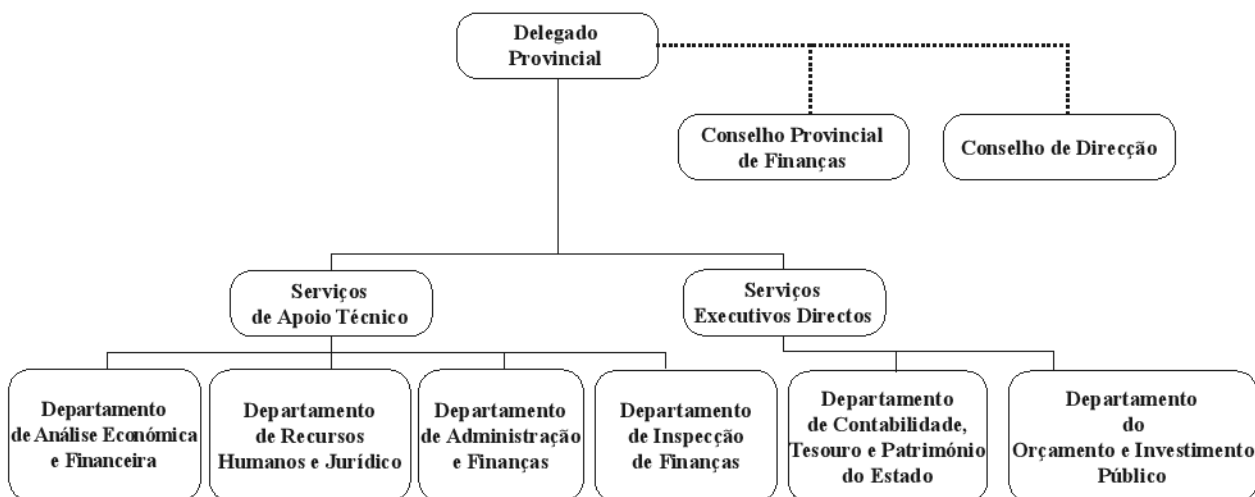 Delegado
Provincial
Conselho Provincial
de Finanças
Conselho de Direcção
Serviços
de Apoio Técnico
Serviços
Executivos Directos
Departamento
de Análise Económica
e Financeira
Departamento
de Recursos
Humanos e Jurídico
Departamento
de Administração
e Finanças
Departamento
de Inspecção
de Finanças
Departamento
de Contabilidade,
Tesouro e Património
do Estado
Departamento
do
Orçamento e Investimento
Público